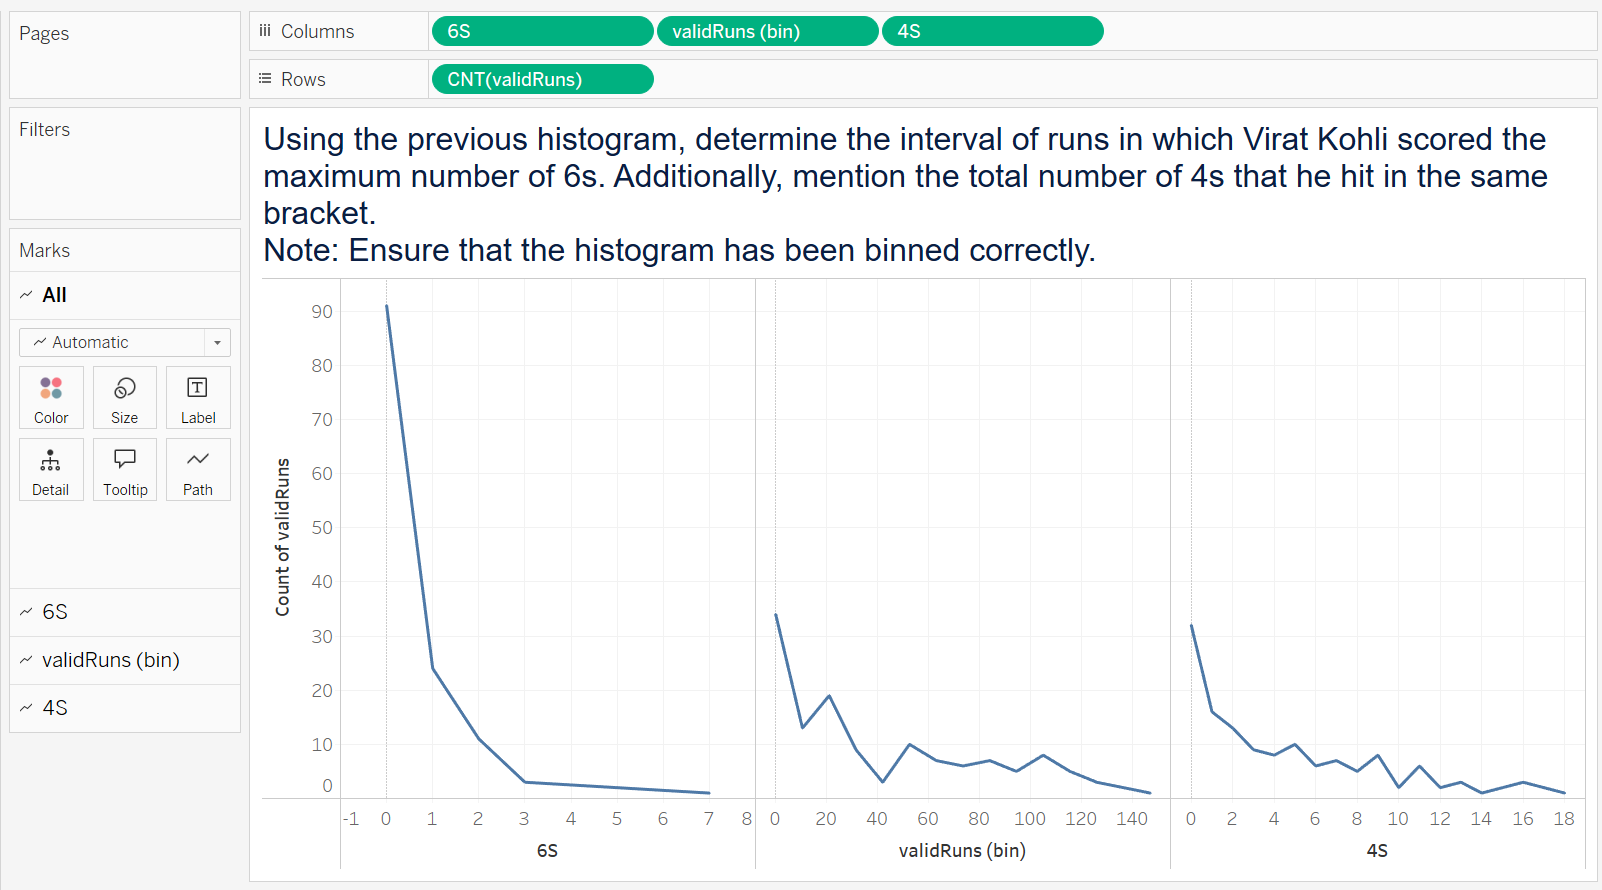 Pages
Columns
6S
validRuns (bin)
4S
Rows
CNT(validRuns)
Filters
Marks
All
Automatic
Color
Size
Label
Detail
Tooltip
Path
6S
validRuns (bin)
4S
Using the previous histogram, determine the interval of runs in which Virat Kohli scored the
maximum number of 6s. Additionally, mention the total number of 4s that he hit in the same
bracket.
Note: Ensure that the histogram has been binned correctly.
Count of validRuns
90
80
70
60
50
40
30
20
10
0
-1 0 1 2 3 4 5 6 7 8
6S
0 20 40 60 80 100 120 140
validRuns (bin)
0 2 4 6 8 10 12 14 16 18
4S